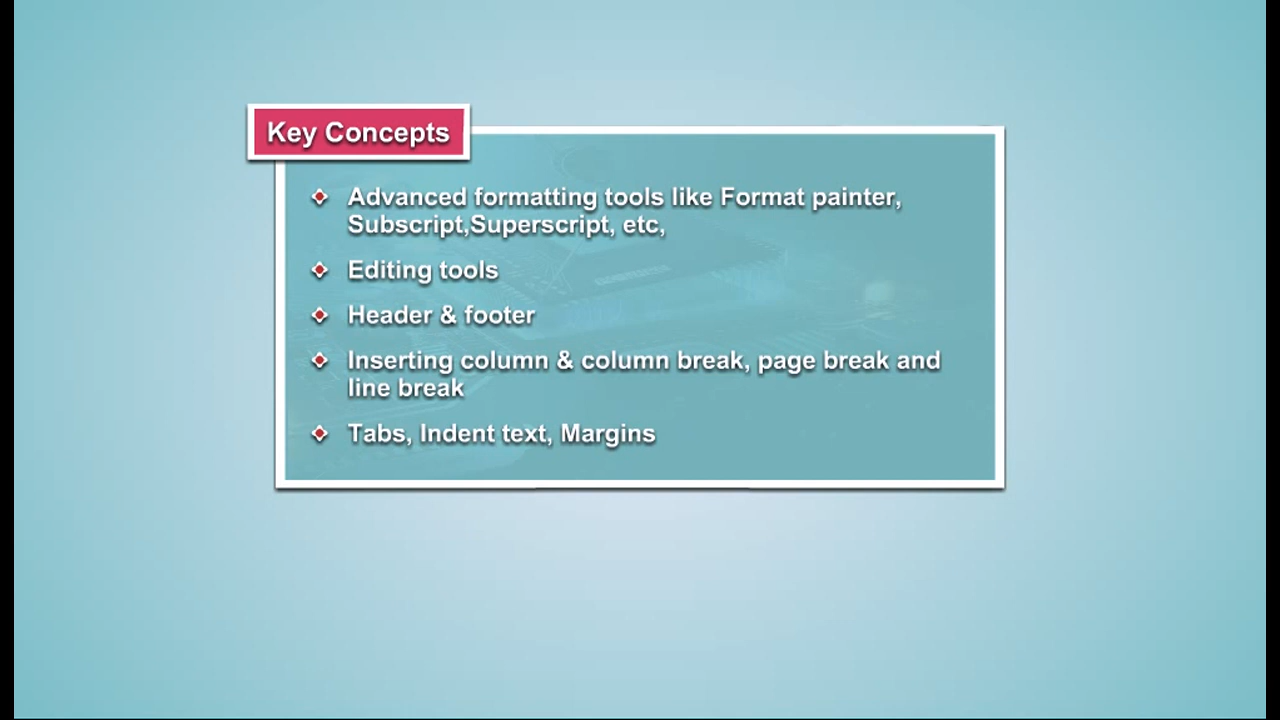 Key Concepts
Advanced formatting tools like Format painter,
Subscript,Superscript, etc,
Editing tools
Header & footer
Inserting column & column break, page break and
line break
Tabs, Indent text, Margins